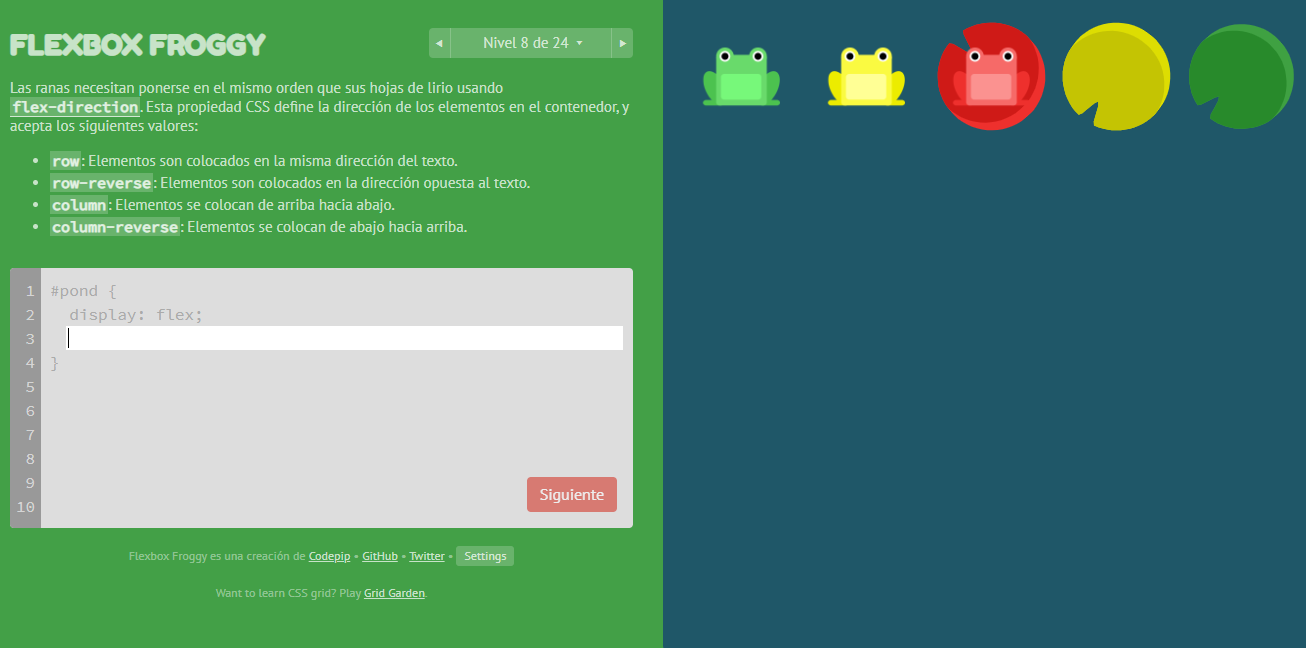 FLEXBOX FROGGY
◂ Nivel 8 de 24 ▾ ▸
Las ranas necesitan ponerse en el mismo orden que sus hojas de lirio usando
flex-direction. Esta propiedad CSS define la dirección de los elementos en el contenedor, y
acepta los siguientes valores:
• row: Elementos son colocados en la misma dirección del texto.
• row-reverse: Elementos son colocados en la dirección opuesta al texto.
• column: Elementos se colocan de arriba hacia abajo.
• column-reverse: Elementos se colocan de abajo hacia arriba.
1 #pond {
2 display: flex;
3
4 }
5
6
7
8
9
10
Siguiente
Flexbox Froggy es una creación de Codepip • GitHub • Twitter • Settings
Want to learn CSS grid? Play Grid Garden.